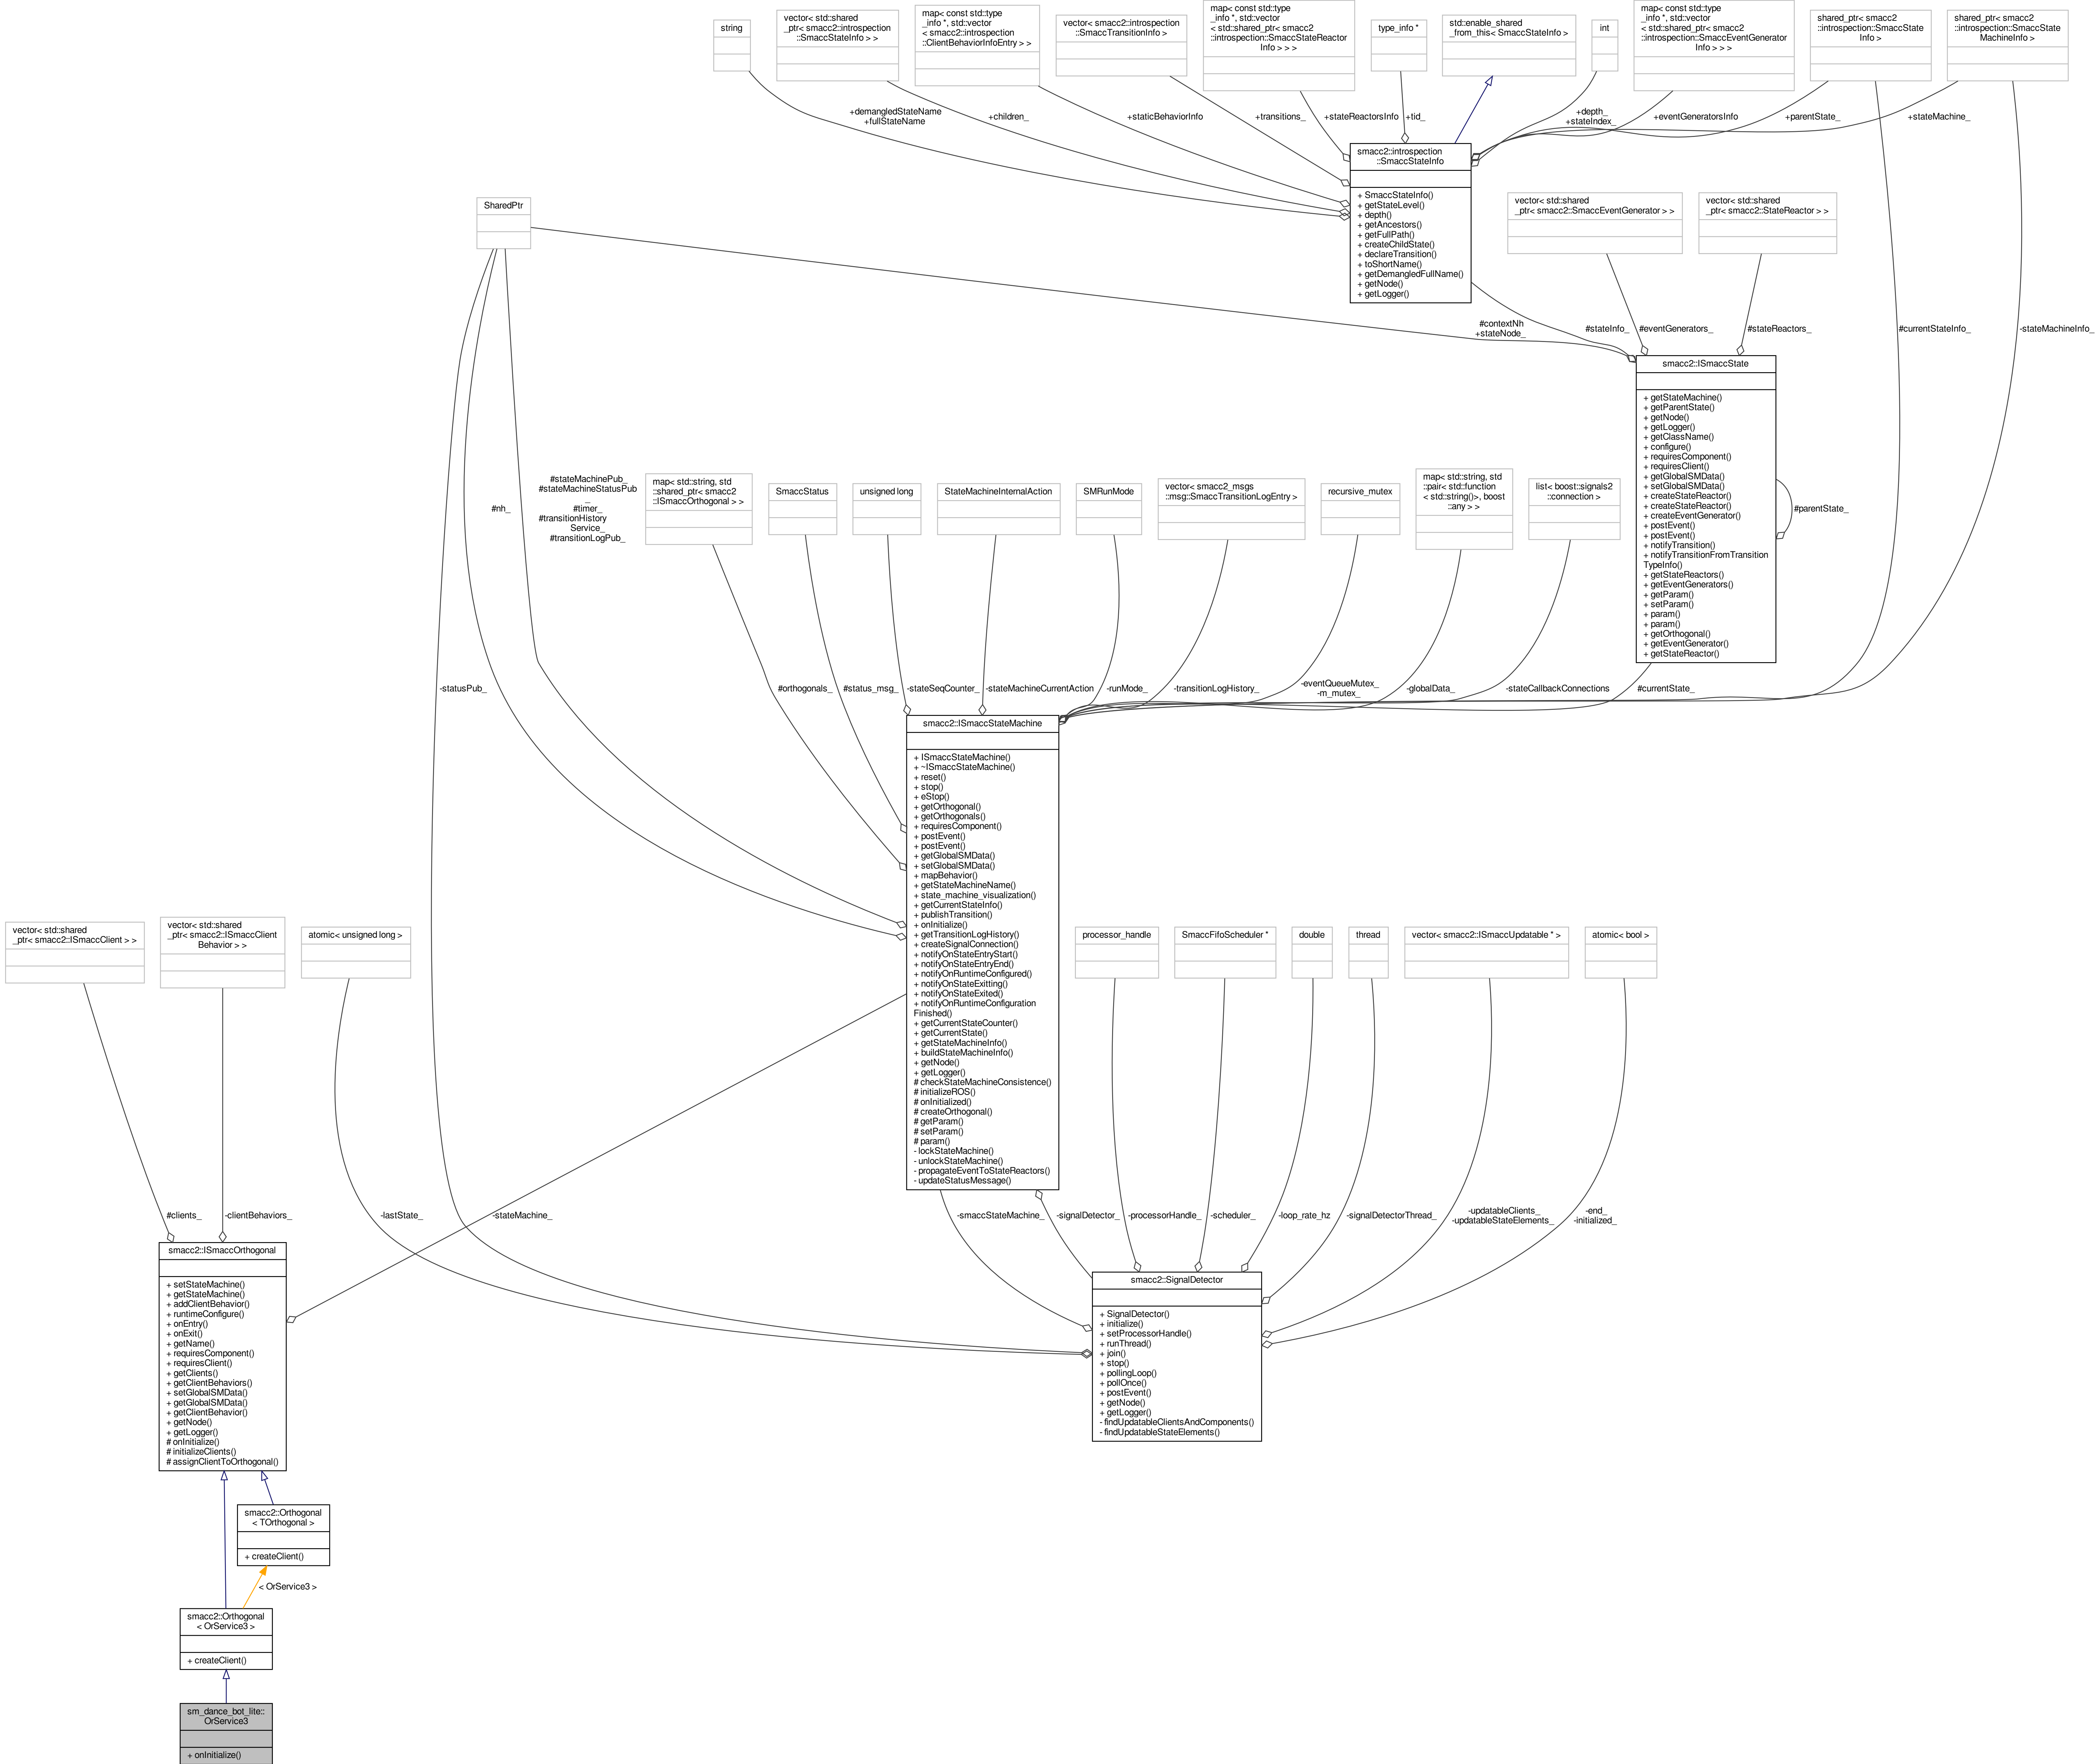 string
vector< std::shared
_ptr< smacc2::introspection
::SmaccStateInfo > >
map< const std::type
_info *, std::vector
< smacc2::introspection
::ClientBehaviorInfoEntry > >
vector< smacc2::introspection
::SmaccTransitionInfo >
map< const std::type
_info *, std::vector
< std::shared_ptr< smacc2
::introspection::SmaccStateReactor
Info > > >
type_info *
std::enable_shared
_from_this< SmaccStateInfo >
int
map< const std::type
_info *, std::vector
< std::shared_ptr< smacc2
::introspection::SmaccEventGenerator
Info > > >
shared_ptr< smacc2
::introspection::SmaccState
Info >
shared_ptr< smacc2
::introspection::SmaccState
MachineInfo >
+demangledStateName
+fullStateName
+children_
+staticBehaviorInfo
+transitions_
+stateReactorsInfo
+tid_
+depth_
+stateIndex_
+eventGeneratorsInfo
+parentState_
+stateMachine_
smacc2::introspection
::SmaccStateInfo
+ SmaccStateInfo()
+ getStateLevel()
+ depth()
+ getAncestors()
+ getFullPath()
+ createChildState()
+ declareTransition()
+ toShortName()
+ getDemangledFullName()
+ getNode()
+ getLogger()
SharedPtr
vector< std::shared
_ptr< smacc2::SmaccEventGenerator > >
vector< std::shared
_ptr< smacc2::StateReactor > >
#contextNh
+stateNode_
#stateInfo_
#eventGenerators_
#stateReactors_
#currentStateInfo_
-stateMachineInfo_
smacc2::ISmaccState
+ getStateMachine()
+ getParentState()
+ getNode()
+ getLogger()
+ getClassName()
+ configure()
+ requiresComponent()
+ requiresClient()
+ getGlobalSMData()
+ setGlobalSMData()
+ createStateReactor()
+ createStateReactor()
+ createEventGenerator()
+ postEvent()
+ postEvent()
+ notifyTransition()
+ notifyTransitionFromTransition
TypeInfo()
+ getStateReactors()
+ getEventGenerators()
+ getParam()
+ setParam()
+ param()
+ param()
+ getOrthogonal()
+ getEventGenerator()
+ getStateReactor()
#parentState_
#nh_
#stateMachinePub_
#stateMachineStatusPub
_
#timer_
#transitionHistory
Service_
#transitionLogPub_
map< std::string, std
::shared_ptr< smacc2
::ISmaccOrthogonal > >
SmaccStatus
unsigned long
StateMachineInternalAction
SMRunMode
vector< smacc2_msgs
::msg::SmaccTransitionLogEntry >
recursive_mutex
map< std::string, std
::pair< std::function
< std::string()>, boost
::any > >
list< boost::signals2
::connection >
-statusPub_
#orthogonals_
#status_msg_
-stateSeqCounter_
-stateMachineCurrentAction
-runMode_
-transitionLogHistory_
-eventQueueMutex_
-m_mutex_
-globalData_
-stateCallbackConnections
#currentState_
smacc2::ISmaccStateMachine
+ ISmaccStateMachine()
+ ~ISmaccStateMachine()
+ reset()
+ stop()
+ eStop()
+ getOrthogonal()
+ getOrthogonals()
+ requiresComponent()
+ postEvent()
+ postEvent()
+ getGlobalSMData()
+ setGlobalSMData()
+ mapBehavior()
+ getStateMachineName()
+ state_machine_visualization()
+ getCurrentStateInfo()
+ publishTransition()
+ onInitialize()
+ getTransitionLogHistory()
+ createSignalConnection()
+ notifyOnStateEntryStart()
+ notifyOnStateEntryEnd()
+ notifyOnRuntimeConfigured()
+ notifyOnStateExitting()
+ notifyOnStateExited()
+ notifyOnRuntimeConfiguration
Finished()
+ getCurrentStateCounter()
+ getCurrentState()
+ getStateMachineInfo()
+ buildStateMachineInfo()
+ getNode()
+ getLogger()
# checkStateMachineConsistence()
# initializeROS()
# onInitialized()
# createOrthogonal()
# getParam()
# setParam()
# param()
- lockStateMachine()
- unlockStateMachine()
- propagateEventToStateReactors()
- updateStatusMessage()
vector< std::shared
_ptr< smacc2::ISmaccClient > >
vector< std::shared
_ptr< smacc2::ISmaccClient
Behavior > >
atomic< unsigned long >
processor_handle
SmaccFifoScheduler *
double
thread
vector< smacc2::ISmaccUpdatable * >
atomic< bool >
#clients_
-clientBehaviors_
-lastState_
-stateMachine_
-smaccStateMachine_
-signalDetector_
-processorHandle_
-scheduler_
-loop_rate_hz
-signalDetectorThread_
-updatableClients_
-updatableStateElements_
-end_
-initialized_
smacc2::ISmaccOrthogonal
+ setStateMachine()
+ getStateMachine()
+ addClientBehavior()
+ runtimeConfigure()
+ onEntry()
+ onExit()
+ getName()
+ requiresComponent()
+ requiresClient()
+ getClients()
+ getClientBehaviors()
+ setGlobalSMData()
+ getGlobalSMData()
+ getClientBehavior()
+ getNode()
+ getLogger()
# onInitialize()
# initializeClients()
# assignClientToOrthogonal()
smacc2::SignalDetector
+ SignalDetector()
+ initialize()
+ setProcessorHandle()
+ runThread()
+ join()
+ stop()
+ pollingLoop()
+ pollOnce()
+ postEvent()
+ getNode()
+ getLogger()
- findUpdatableClientsAndComponents()
- findUpdatableStateElements()
smacc2::Orthogonal
< TOrthogonal >
+ createClient()
< OrService3 >
smacc2::Orthogonal
< OrService3 >
+ createClient()
sm_dance_bot_lite::
OrService3
+ onInitialize()